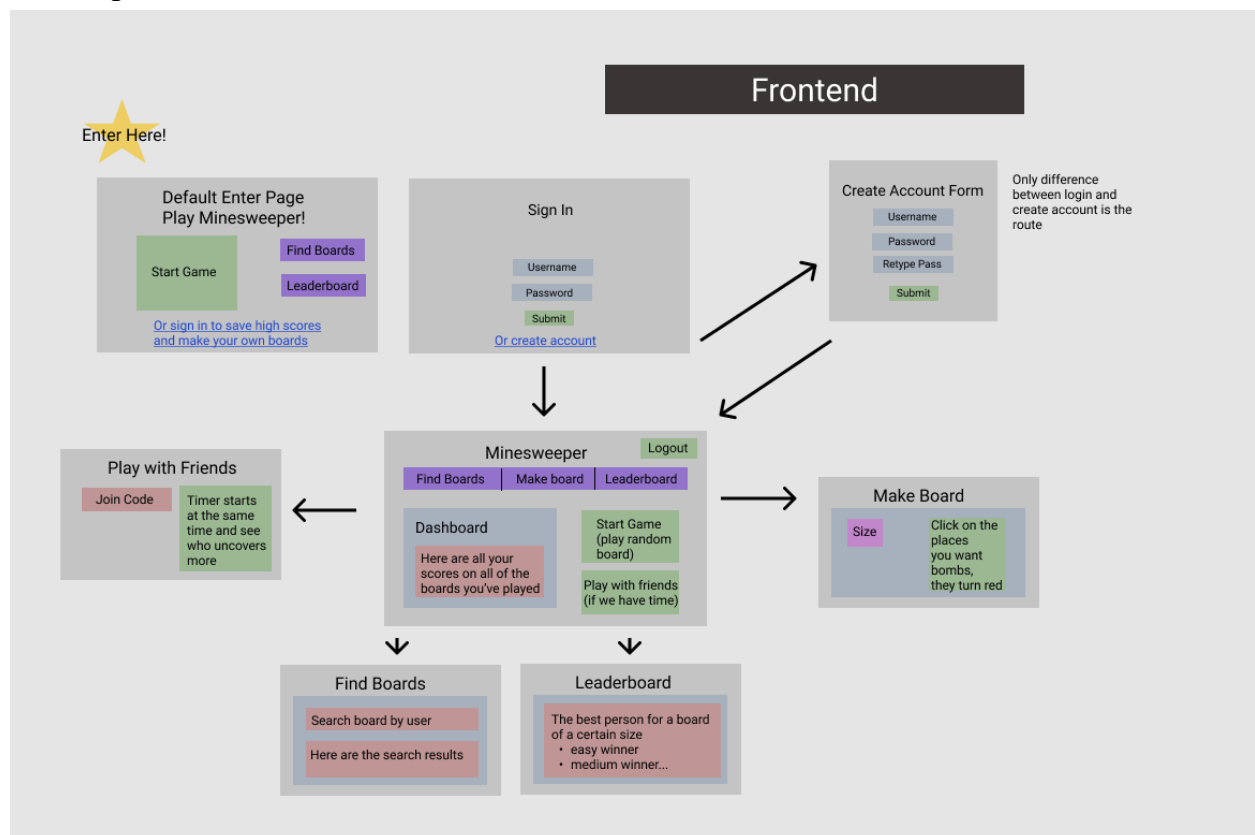 Frontend
Enter Here!
Default Enter Page
Play Minesweeper!
Start Game
Find Boards
Leaderboard
Or sign in to save high scores
and make your own boards
Sign In
Username
Password
Submit
Or create account
Create Account Form
Username
Password
Retype Pass
Submit
Only difference
between login and
create account is the
route
Play with Friends
Join Code
Timer starts
at the same
time and see
who uncovers
more
Minesweeper
Logout
Find Boards
Make board
Leaderboard
Dashboard
Here are all your
scores on all of the
boards you've played
Start Game
(play random
board)
Play with friends
(if we have time)
Make Board
Size
Click on the
places
you want
bombs,
they turn red
Find Boards
Search board by user
Here are the search results
Leaderboard
The best person for a board
of a certain size
• easy winner
• medium winner...